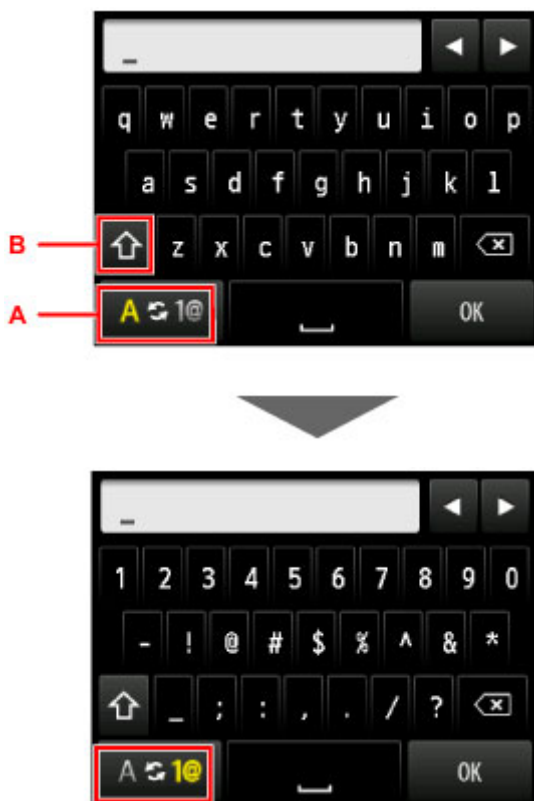 _
q w e r t y u i o p
a s d f g h j k l
B z x c v b n m
A A 1@ OK
_
1 2 3 4 5 6 7 8 9 0
- ! @ # $ % ^ & *
_ ; : , . / ?
A 1@ OK